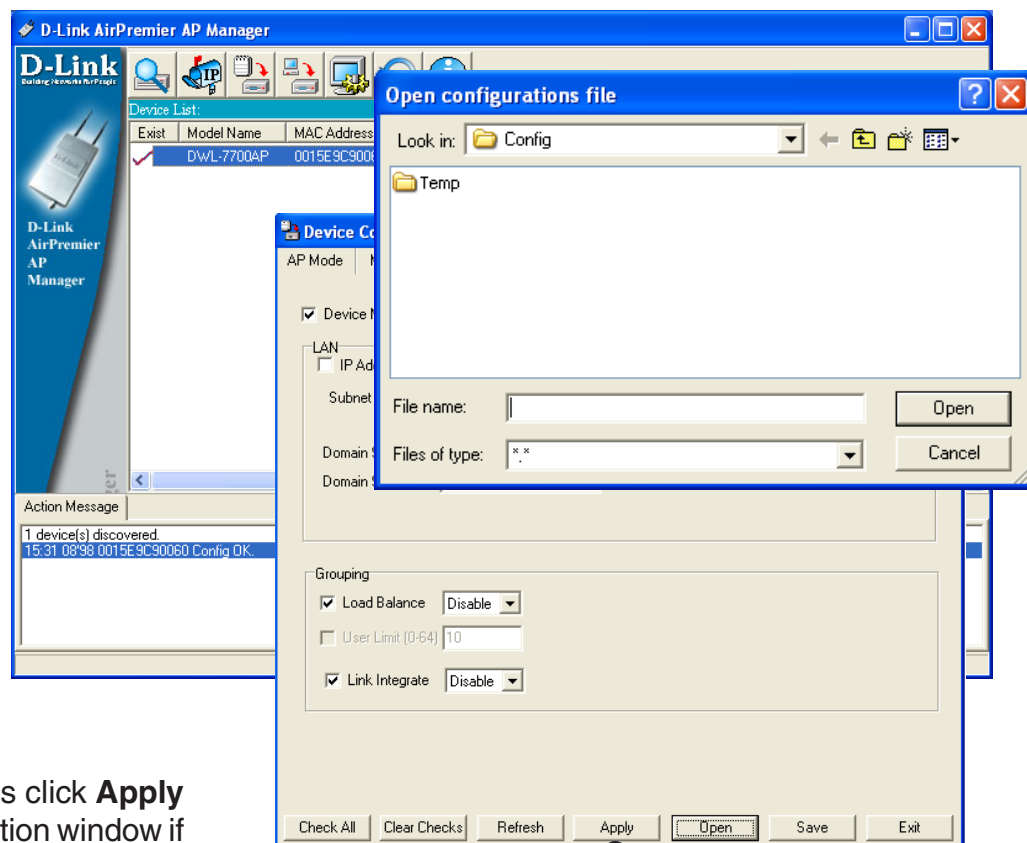 D-Link AirPremier AP Manager
D-Link
Building Networks for People
IP
Device List:
Exist Model Name MAC Address
DWL-7700AP 0015E9C9006
D-Link
AirPremier
AP
Manager
Open configurations file
Look in: Config
Temp
File name:
Files of type: *.*
Open
Cancel
Device Co
AP Mode
Device N
LAN
IP Ad
Subnet
Domain S
Domain S
Action Message
1 device(s) discovered.
15:31 08'98 0015E9C90060 Config OK.
Grouping
Load Balance Disable
User Limit (0-64) 10
Link Integrate Disable
Check All Clear Checks Refresh Apply Open Save Exit
s click Apply
tion window if